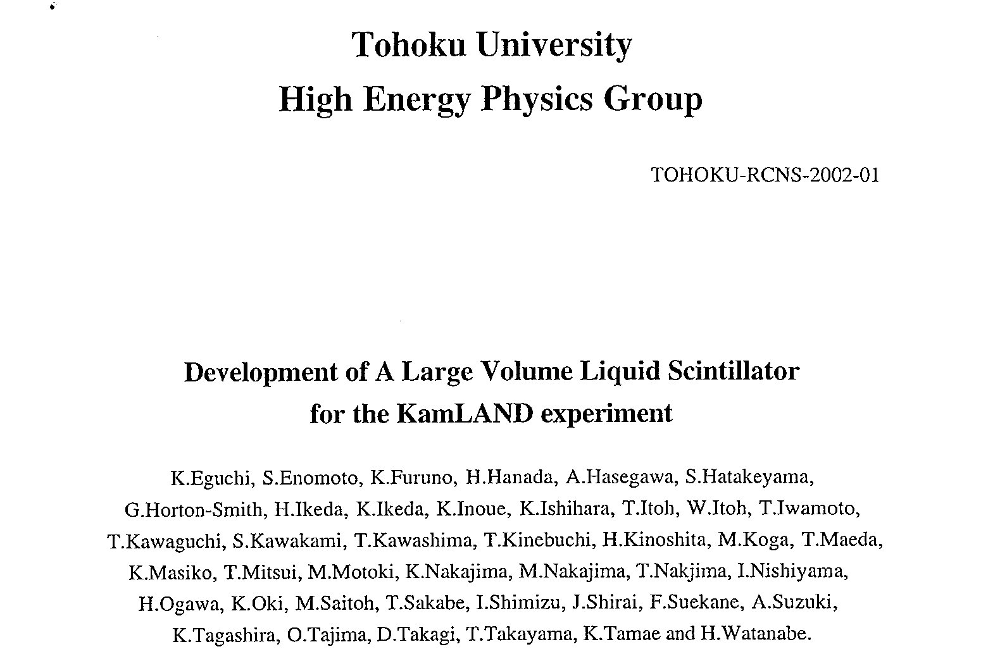 Tohoku University
High Energy Physics Group
TOHOKU-RCNS-2002-01
Development of A Large Volume Liquid Scintillator
for the KamLAND experiment
K.Eguchi, S.Enomoto, K.Furuno, H.Hanada, A.Hasegawa, S.Hatakeyama,
G.Horton-Smith, H.Ikeda, K.Ikeda, K.Inoue, K.Ishihara, T.Itoh, W.Itoh, T.Iwamoto,
T.Kawaguchi, S.Kawakami, T.Kawashima, T.Kinebuchi, H.Kinoshita, M.Koga, T.Maeda,
K.Masiko, T.Mitsui, M.Motoki, K.Nakajima, M.Nakajima, T.Nakjima, I.Nishiyama,
H.Ogawa, K.Oki, M.Saitoh, T.Sakabe, I.Shimizu, J.Shirai, F.Suekane, A.Suzuki,
K.Tagashira, O.Tajima, D.Takagi, T.Takayama, K.Tamae and H.Watanabe.